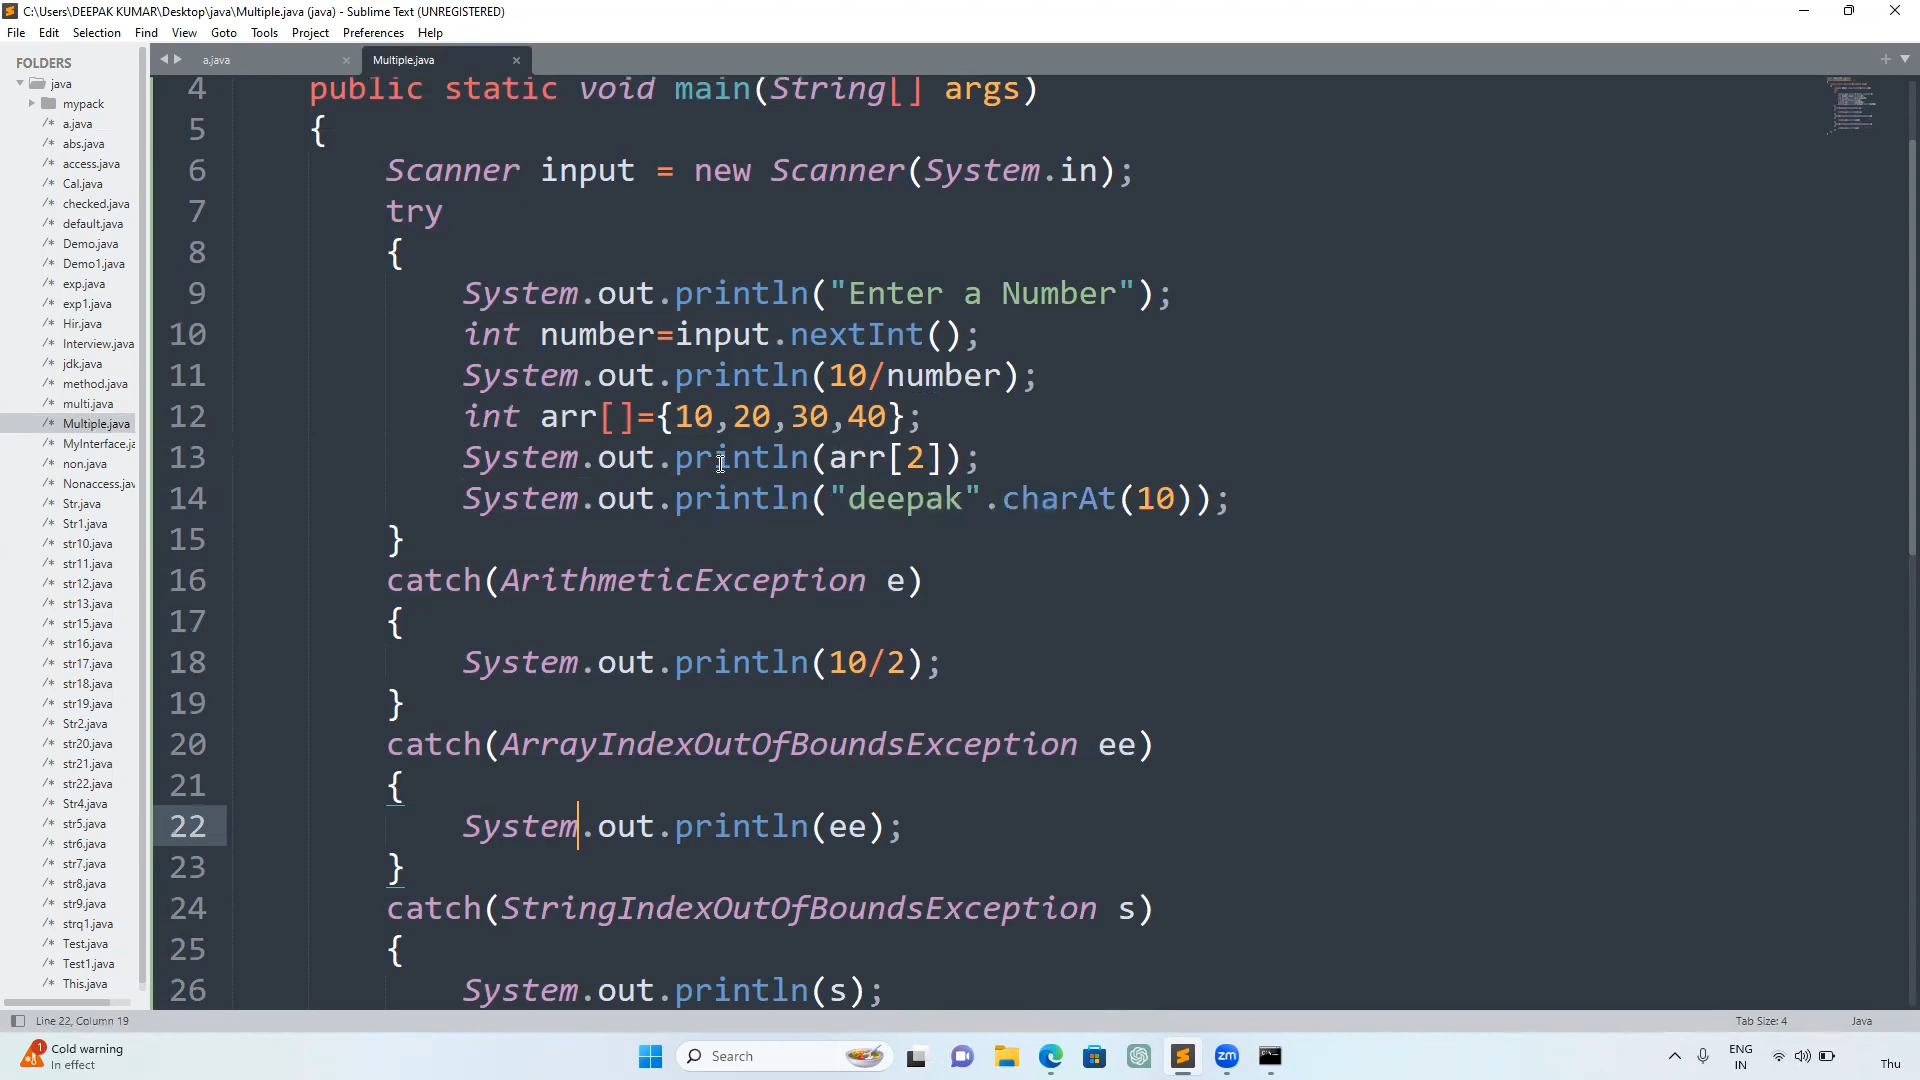 C:\Users\DEEPAK KUMAR\Desktop\java\Multiple.java (java) - Sublime Text (UNREGISTERED)
File Edit Selection Find View Goto Tools Project Preferences Help
FOLDERS
java
mypack
/* a.java
/* abs.java
/* access.java
/* Cal.java
/* checked.java
/* default.java
/* Demo.java
/* Demo1.java
/* exp.java
/* exp1.java
/* Hir.java
/* Interview.java
/* jdk.java
/* method.java
/* multi.java
/* Multiple.java
/* MyInterface.ja
/* non.java
/* Nonaccess.jav
/* Str.java
/* Str1.java
/* str10.java
/* str11.java
/* str12.java
/* str13.java
/* str15.java
/* str16.java
/* str17.java
/* str18.java
/* str19.java
/* Str2.java
/* str20.java
/* str21.java
/* str22.java
/* Str4.java
/* str5.java
/* str6.java
/* str7.java
/* str8.java
/* str9.java
/* strq1.java
/* Test.java
/* Test1.java
/* This.java
a.java Multiple.java
4 public static void main(String[] args)
5 {
6 Scanner input = new Scanner(System.in);
7 try
8 {
9 System.out.println("Enter a Number");
10 int number=input.nextInt();
11 System.out.println(10/number);
12 int arr[]={10,20,30,40};
13 System.out.println(arr[2]);
14 System.out.println("deepak".charAt(10));
15 }
16 catch(ArithmeticException e)
17 {
18 System.out.println(10/2);
19 }
20 catch(ArrayIndexOutOfBoundsException ee)
21 {
22 System.out.println(ee);
23 }
24 catch(StringIndexOutOfBoundsException s)
25 {
26 System.out.println(s);
Line 22, Column 19 Tab Size: 4 Java
1
Cold warning
In effect
Search
zm
ENG
IN
Thu